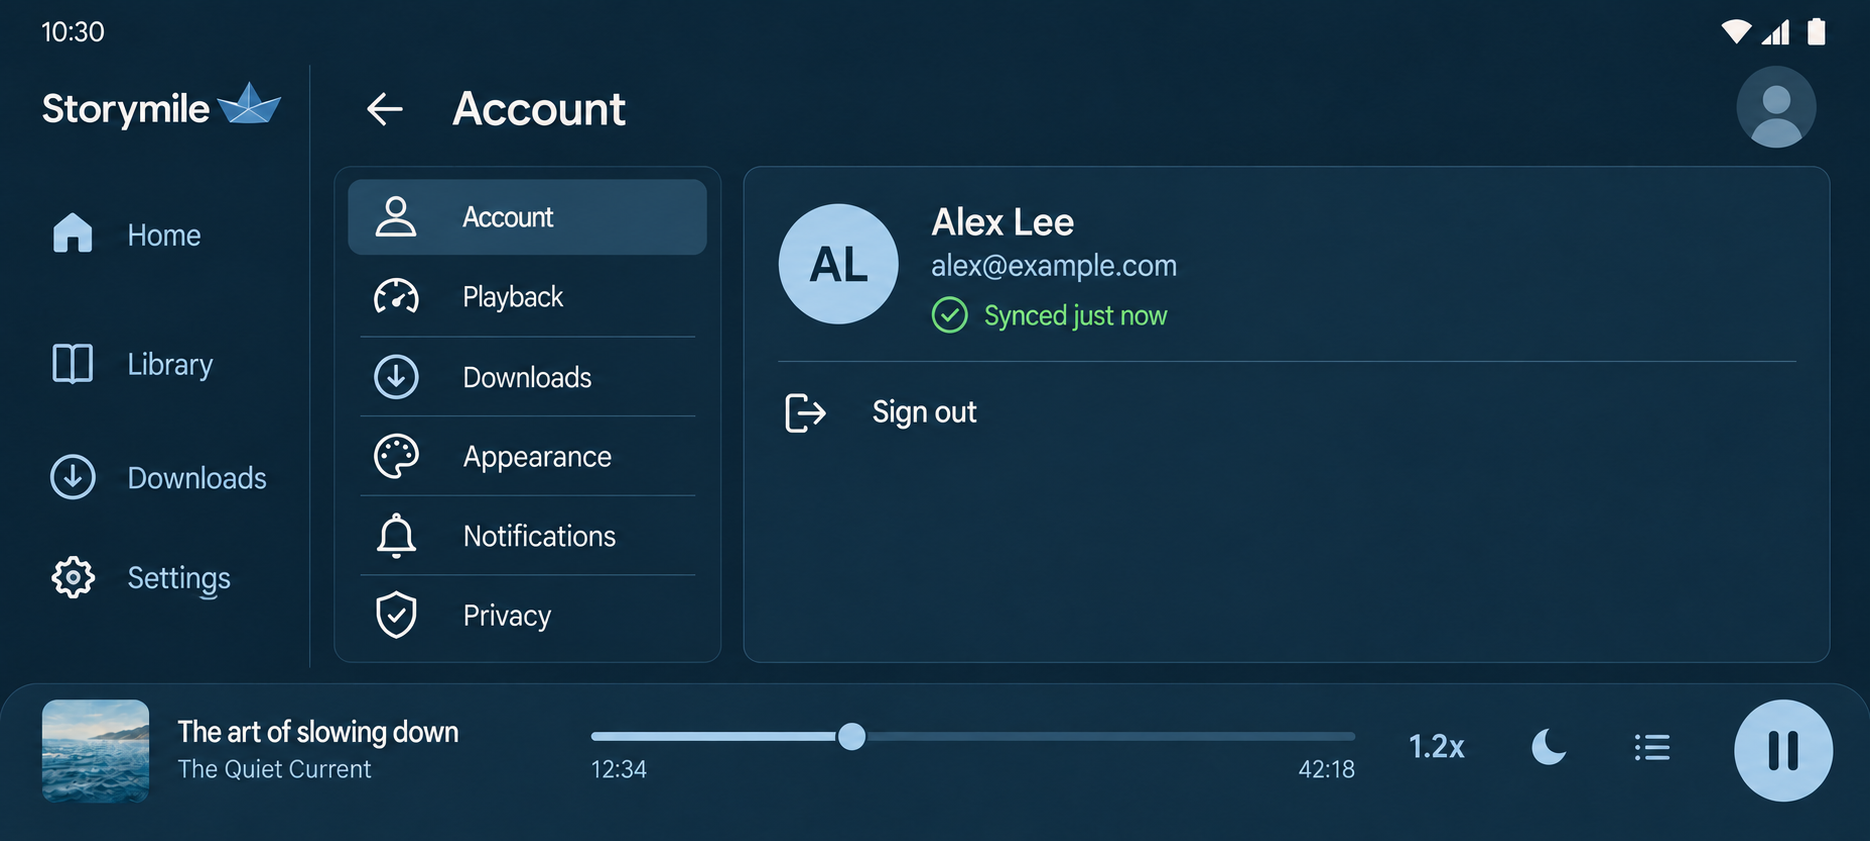 10:30
Storymile
Account
Home
Library
Downloads
Settings
Account
Playback
Downloads
Appearance
Notifications
Privacy
AL
Alex Lee
alex@example.com
Synced just now
Sign out
The art of slowing down
The Quiet Current
12:34
42:18
1.2x